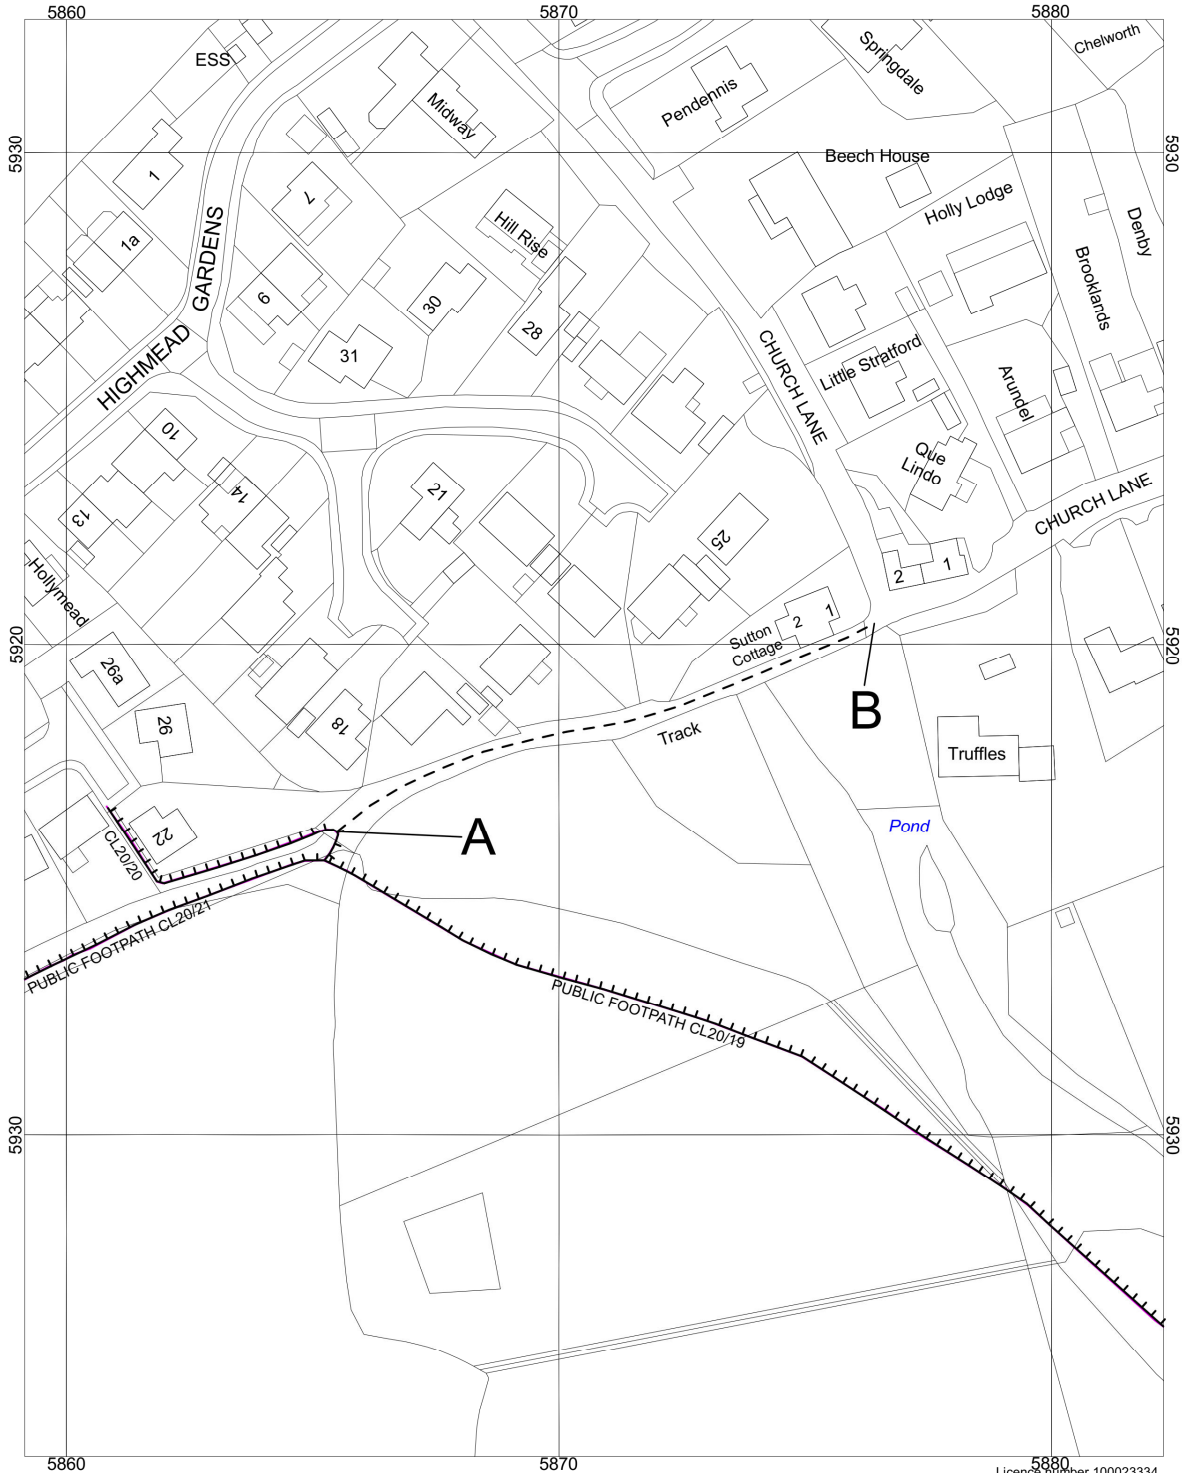 5860
5870
5880
ESS
Midway
Pendennis
Springdale
Chelworth
5930
5930
1
7
Beech House
Holly Lodge
1a
GARDENS
Hill Rise
Denby
Brooklands
9
30
28
31
HIGHMEAD
CHURCH LANE
Little Stratford
Arundel
10
14
21
13
Que
Lindo
CHURCH LANE
25
Hollymead
2
1
Sutton
Cottage
2
1
5920
5920
26a
26
18
B
Track
Truffles
22
CL20/20
A
Pond
PUBLIC FOOTPATH CL20/21
PUBLIC FOOTPATH CL20/19
5930
5930
5860
5870
5880
Licence number 100023334